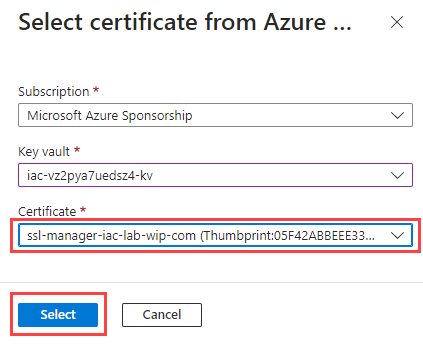 Select certificate from Azure ...
Subscription *
Microsoft Azure Sponsorship
Key vault *
iac-vz2pya7uedsz4-kv
Certificate *
ssl-manager-iac-lab-wip-com (Thumbprint:05F42ABBEEE33...
Select
Cancel